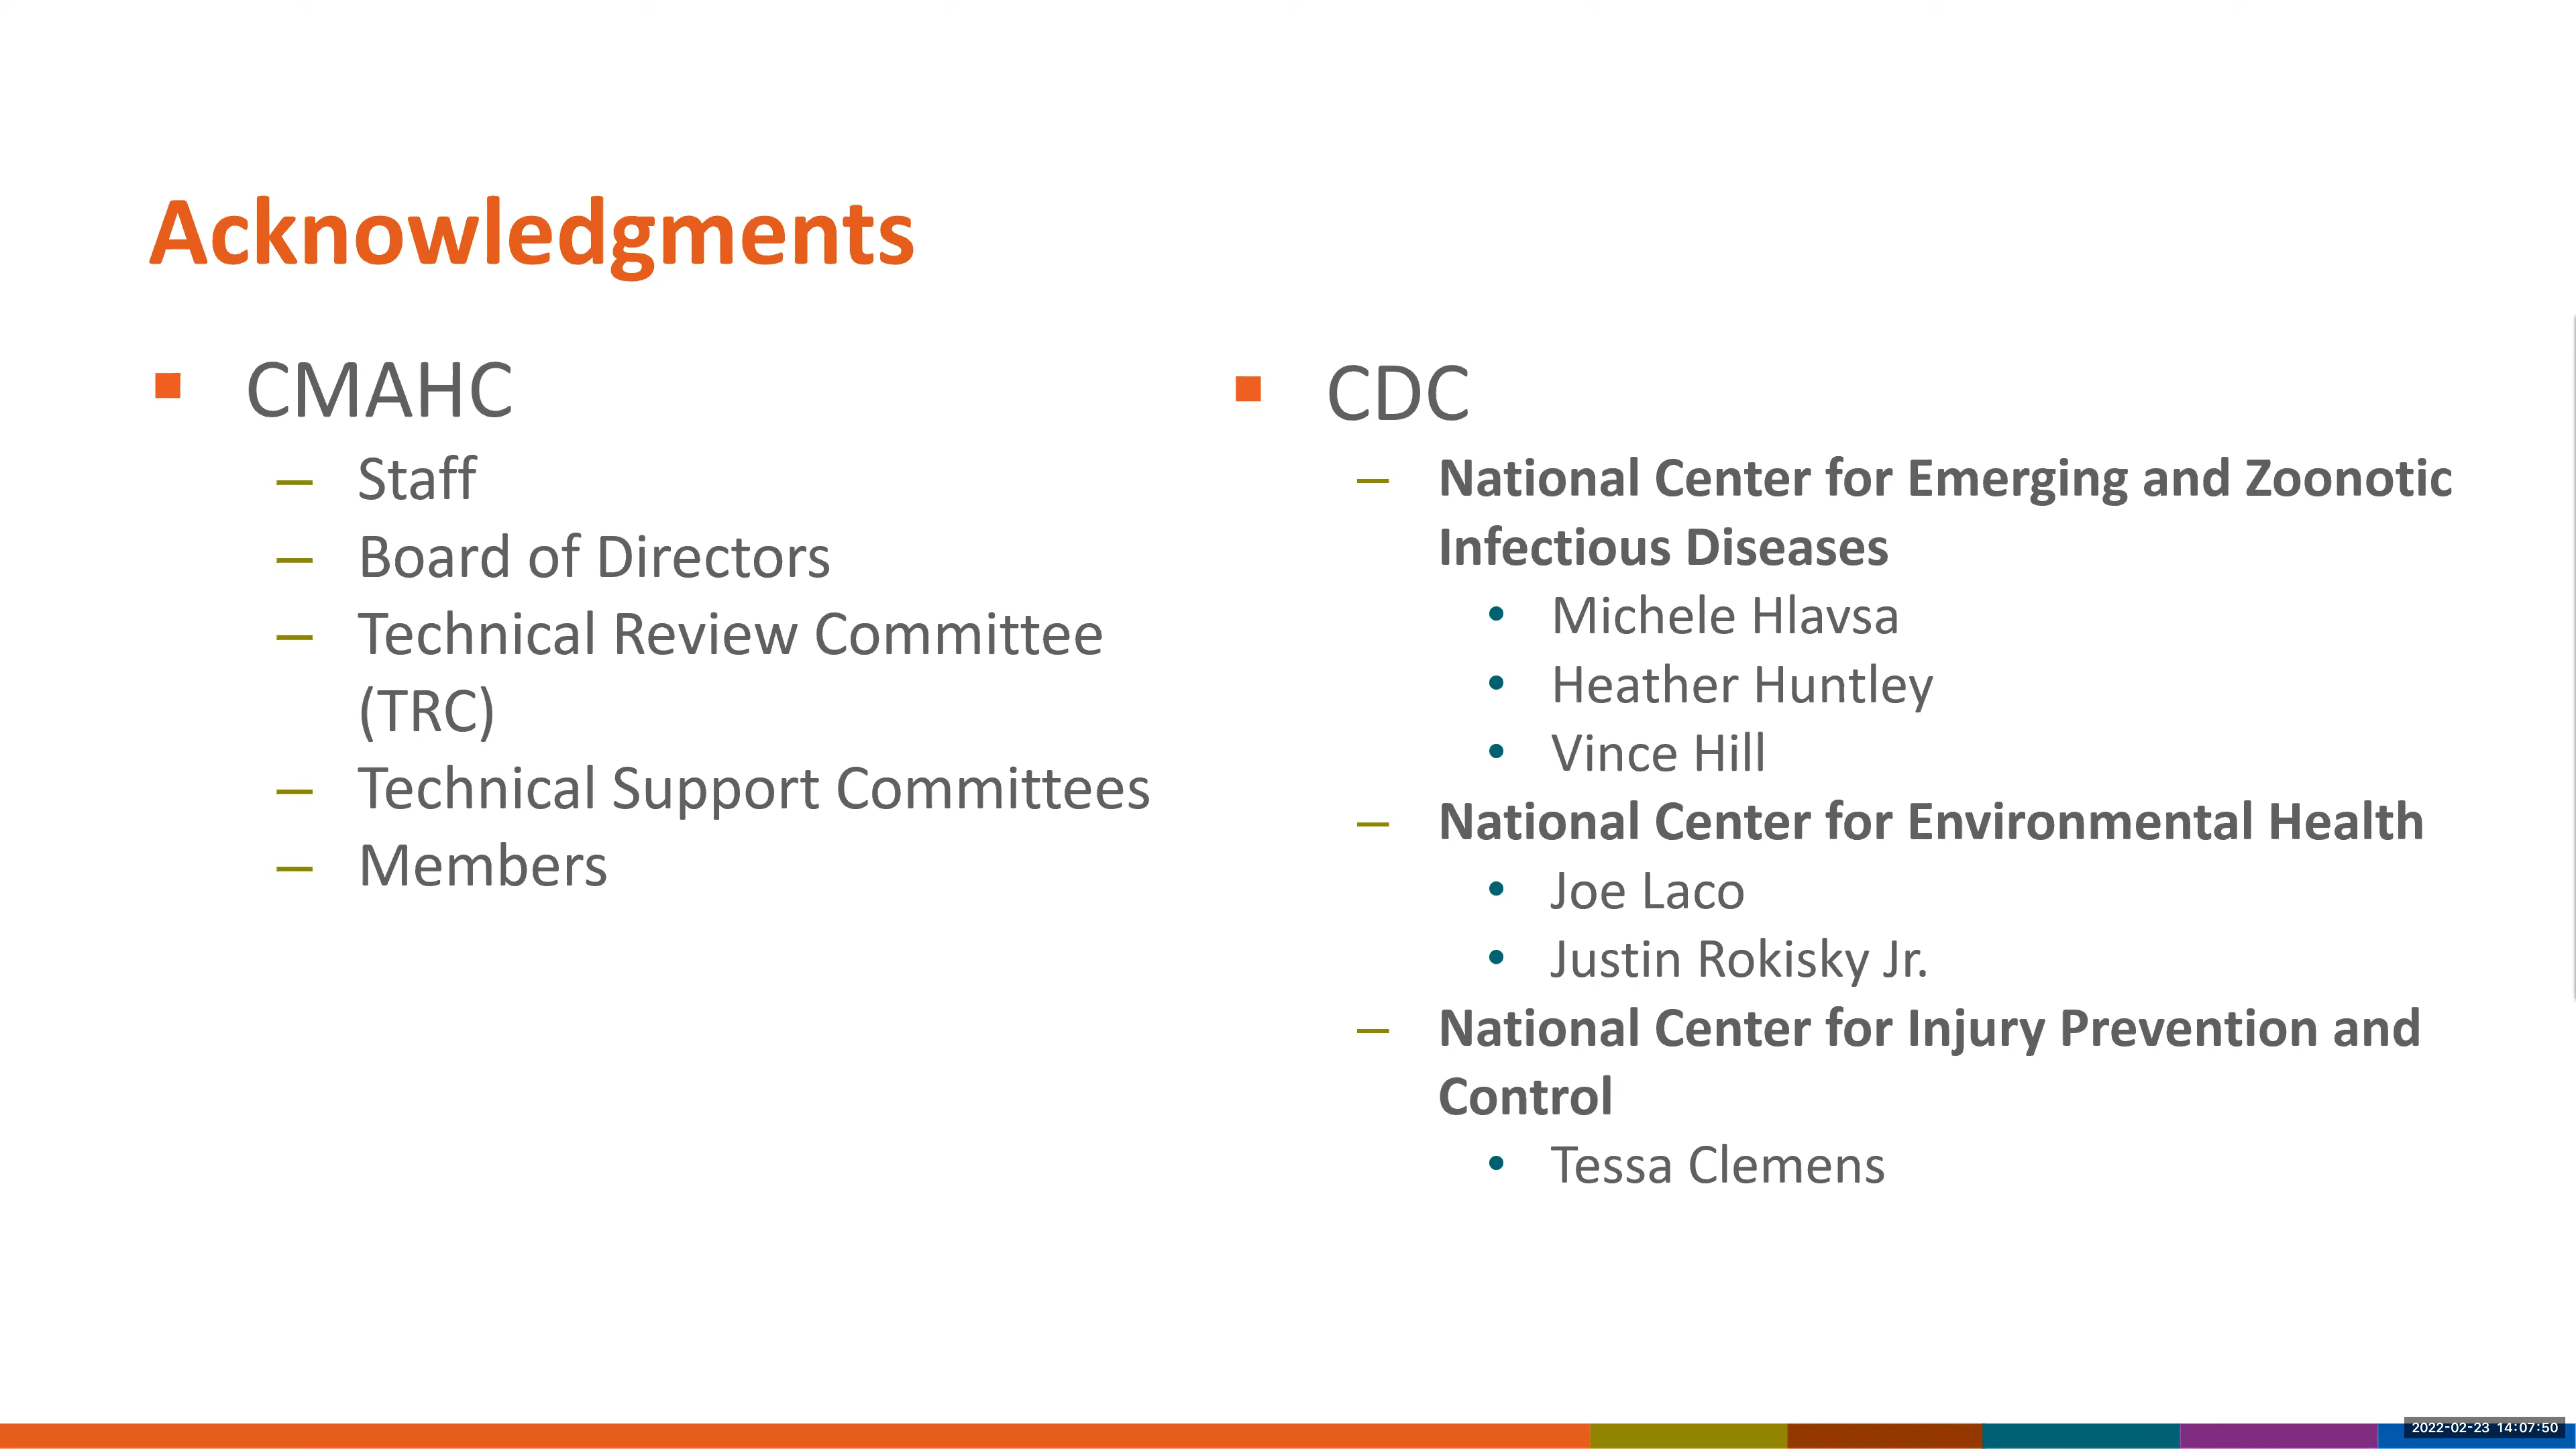 Acknowledgments
▪ CMAHC
– Staff
– Board of Directors
– Technical Review Committee
(TRC)
– Technical Support Committees
– Members
▪ CDC
– National Center for Emerging and Zoonotic
Infectious Diseases
• Michele Hlavsa
• Heather Huntley
• Vince Hill
– National Center for Environmental Health
• Joe Laco
• Justin Rokisky Jr.
– National Center for Injury Prevention and
Control
• Tessa Clemens
2022-02-23 14:07:50